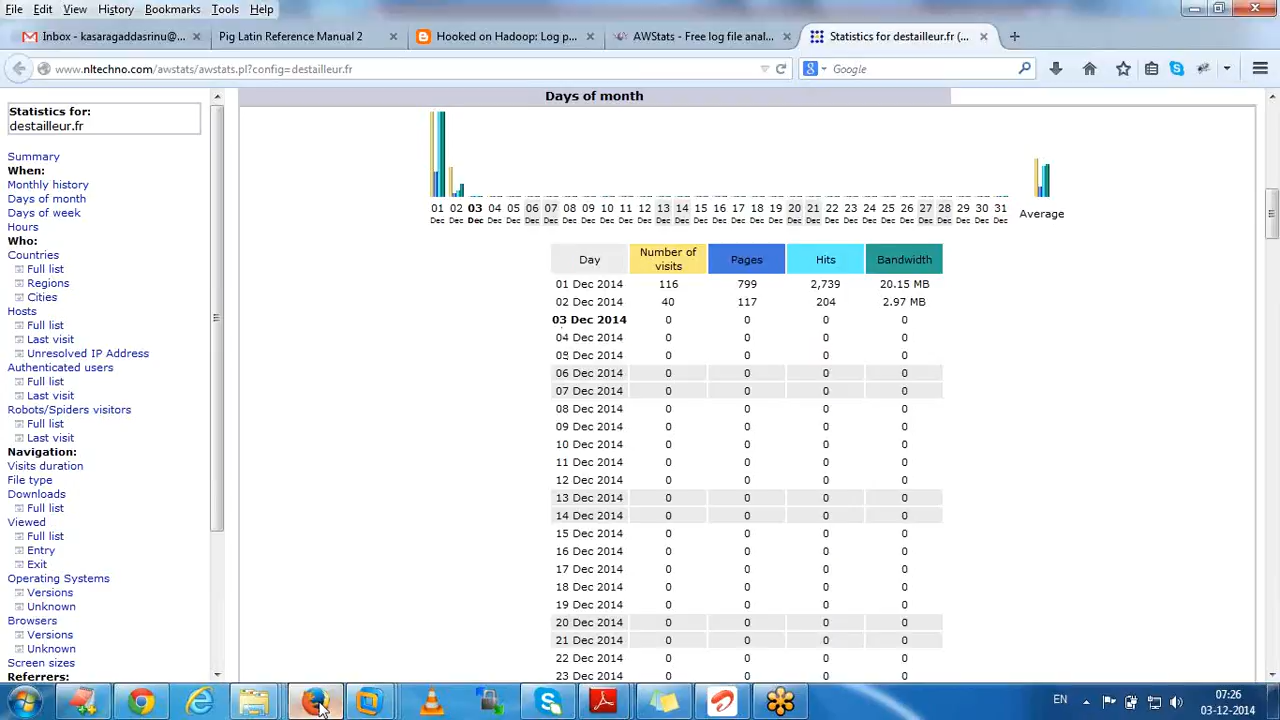 File Edit View History Bookmarks Tools Help
Inbox - kasaragaddasrinu@... Pig Latin Reference Manual 2 Hooked on Hadoop: Log p... AWStats - Free log file anal... Statistics for destailleur.fr (...
www.nltechno.com/awstats/awstats.pl?config=destailleur.fr Google
Statistics for:
destailleur.fr
Summary
When:
Monthly history
Days of month
Days of week
Hours
Who:
Countries
Full list
Regions
Cities
Hosts
Full list
Last visit
Unresolved IP Address
Authenticated users
Full list
Last visit
Robots/Spiders visitors
Full list
Last visit
Navigation:
Visits duration
File type
Downloads
Full list
Viewed
Full list
Entry
Exit
Operating Systems
Versions
Unknown
Browsers
Versions
Unknown
Screen sizes
Referrers:
Days of month
01 02 03 04 05 06 07 08 09 10 11 12 13 14 15 16 17 18 19 20 21 22 23 24 25 26 27 28 29 30 31
Dec Dec Dec Dec Dec Dec Dec Dec Dec Dec Dec Dec Dec Dec Dec Dec Dec Dec Dec Dec Dec Dec Dec Dec Dec Dec Dec Dec Dec Dec Dec
Average
Day Number of visits Pages Hits Bandwidth
01 Dec 2014 116 799 2,739 20.15 MB
02 Dec 2014 40 117 204 2.97 MB
03 Dec 2014 0 0 0 0
04 Dec 2014 0 0 0 0
05 Dec 2014 0 0 0 0
06 Dec 2014 0 0 0 0
07 Dec 2014 0 0 0 0
08 Dec 2014 0 0 0 0
09 Dec 2014 0 0 0 0
10 Dec 2014 0 0 0 0
11 Dec 2014 0 0 0 0
12 Dec 2014 0 0 0 0
13 Dec 2014 0 0 0 0
14 Dec 2014 0 0 0 0
15 Dec 2014 0 0 0 0
16 Dec 2014 0 0 0 0
17 Dec 2014 0 0 0 0
18 Dec 2014 0 0 0 0
19 Dec 2014 0 0 0 0
20 Dec 2014 0 0 0 0
21 Dec 2014 0 0 0 0
22 Dec 2014 0 0 0 0
23 Dec 2014 0 0 0 0
EN
07:26
03-12-2014